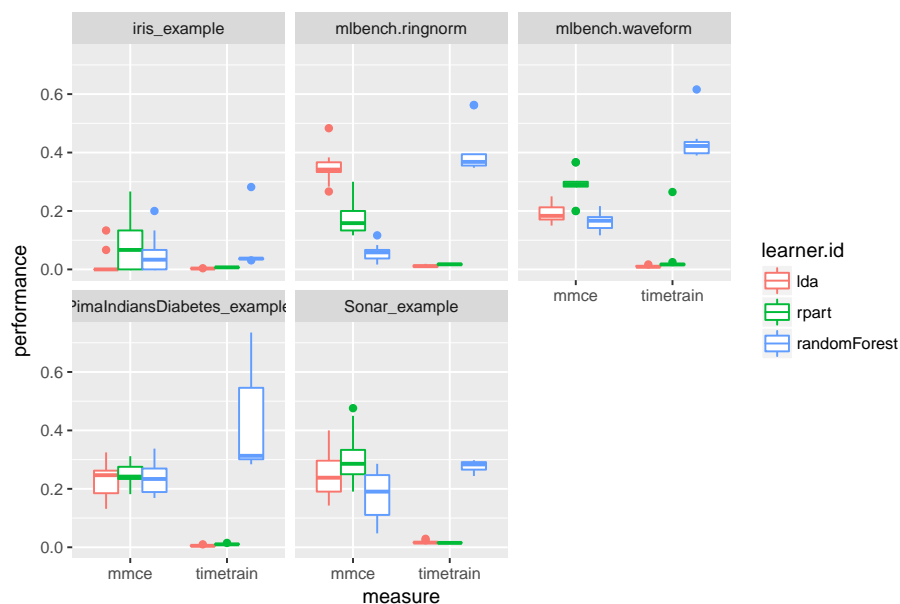 iris_example
mlbench.ringnorm
mlbench.waveform
0.6
0.4
0.2
0.0
mmce timetrain
PimaIndiansDiabetes_example
Sonar_example
0.6
0.4
0.2
0.0
mmce timetrain
mmce timetrain
measure
performance
learner.id
lda
rpart
randomForest